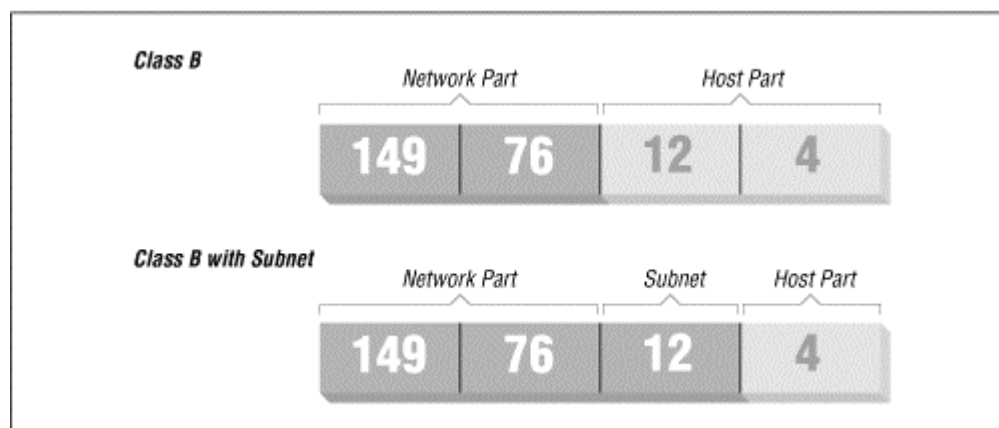 Class B
Network Part Host Part
149 76 12 4
Class B with Subnet
Network Part Subnet Host Part
149 76 12 4